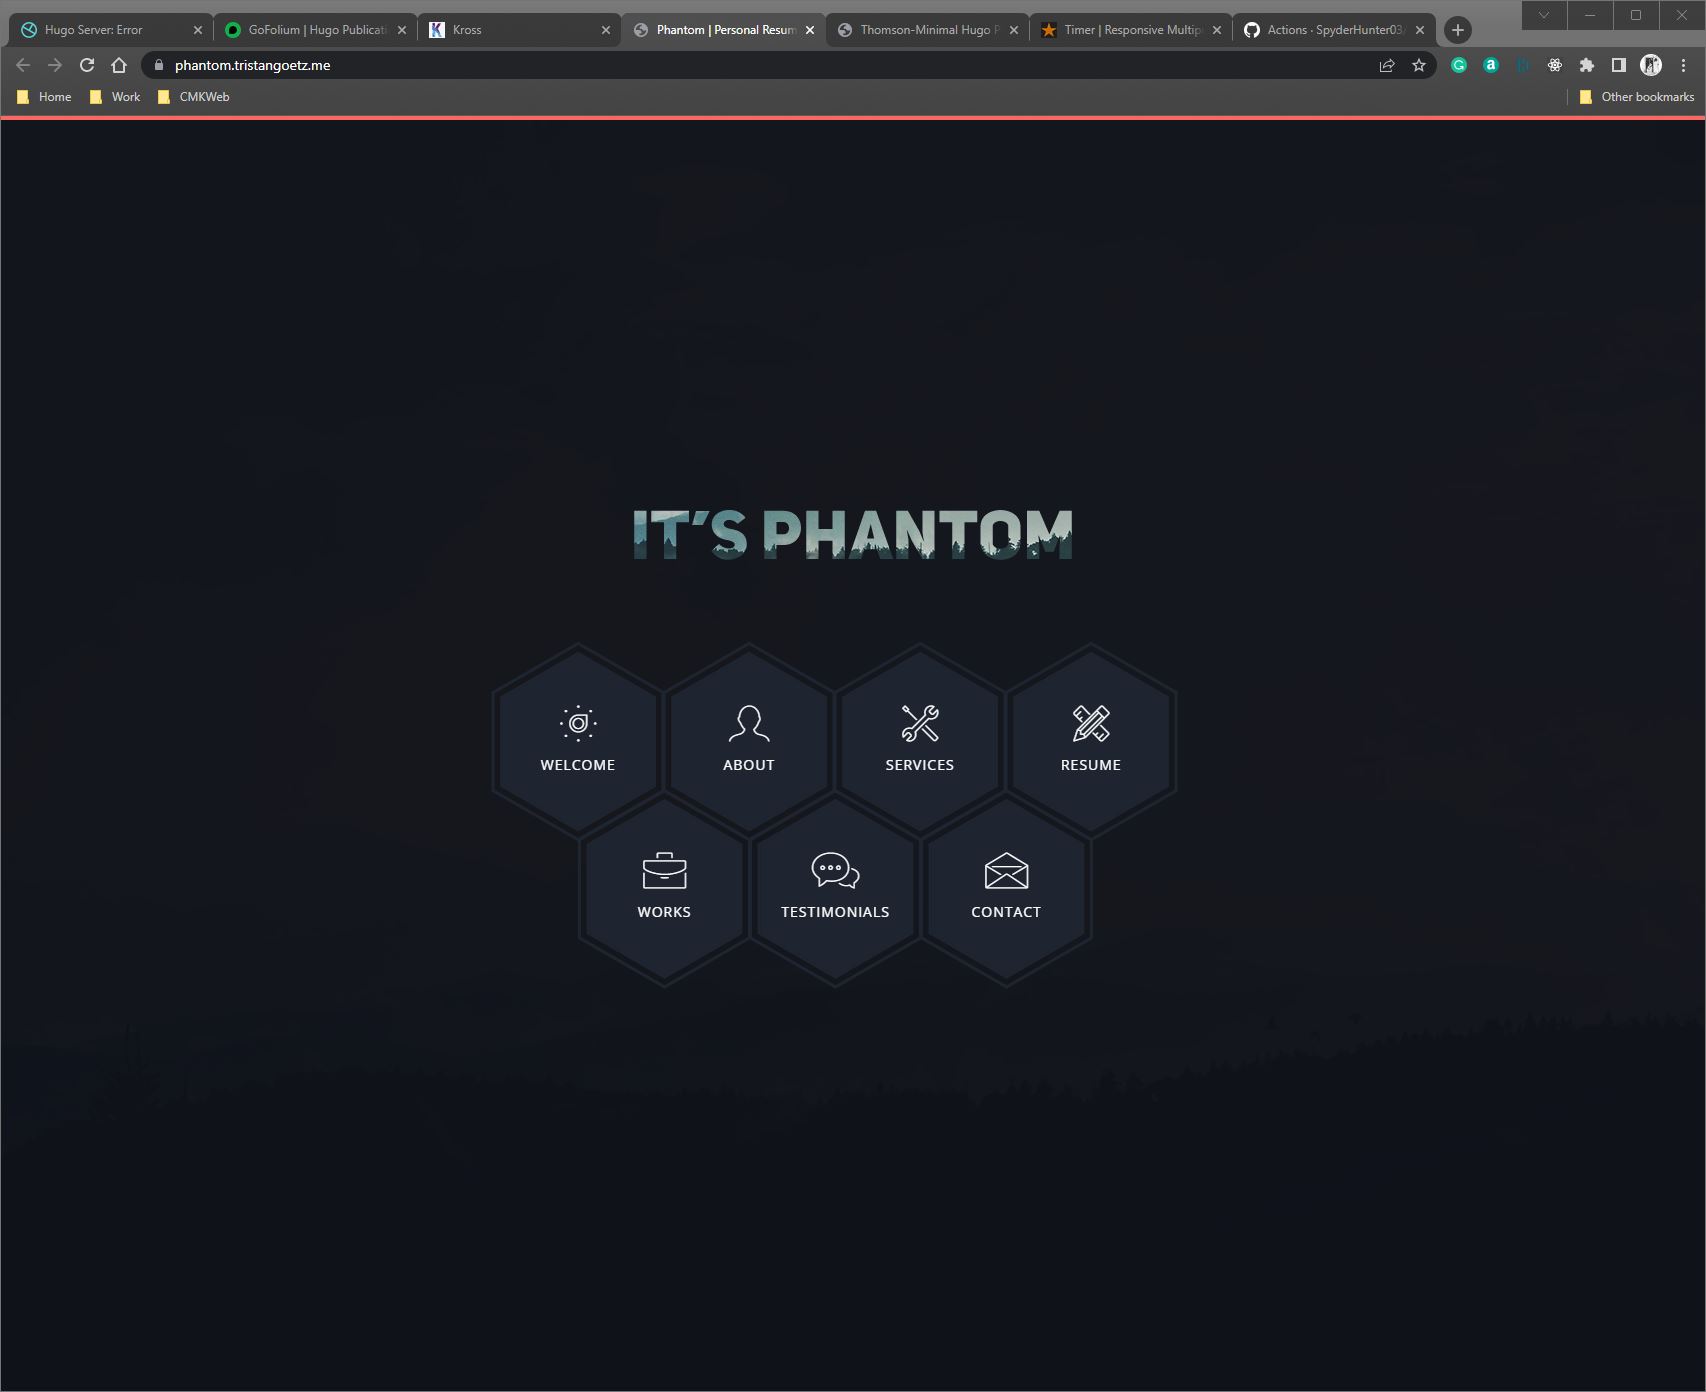 Hugo Server: Error
GoFolium | Hugo Publicati
Kross
Phantom | Personal Resum
Thomson-Minimal Hugo P
Timer | Responsive Multip
Actions · SpyderHunter03/
phantom.tristangoetz.me
Home
Work
CMKWeb
Other bookmarks
IT'S PHANTOM
WELCOME
ABOUT
SERVICES
RESUME
WORKS
TESTIMONIALS
CONTACT